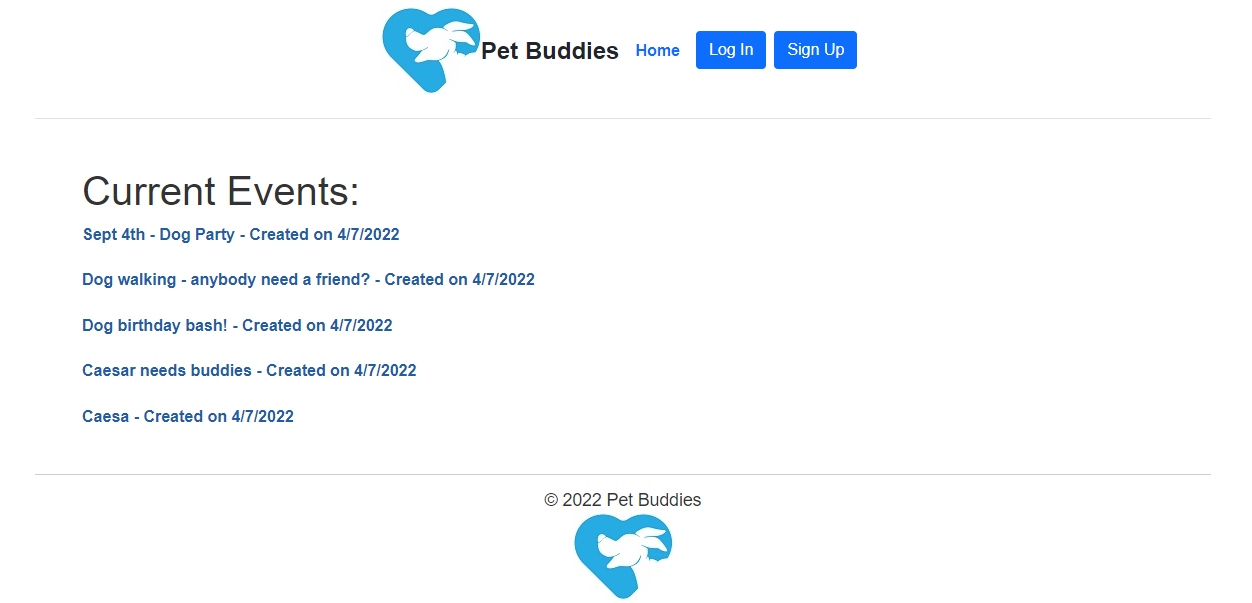 Pet Buddies Home Log In Sign Up
Current Events:
Sept 4th - Dog Party - Created on 4/7/2022
Dog walking - anybody need a friend? - Created on 4/7/2022
Dog birthday bash! - Created on 4/7/2022
Caesar needs buddies - Created on 4/7/2022
Caesa - Created on 4/7/2022
© 2022 Pet Buddies